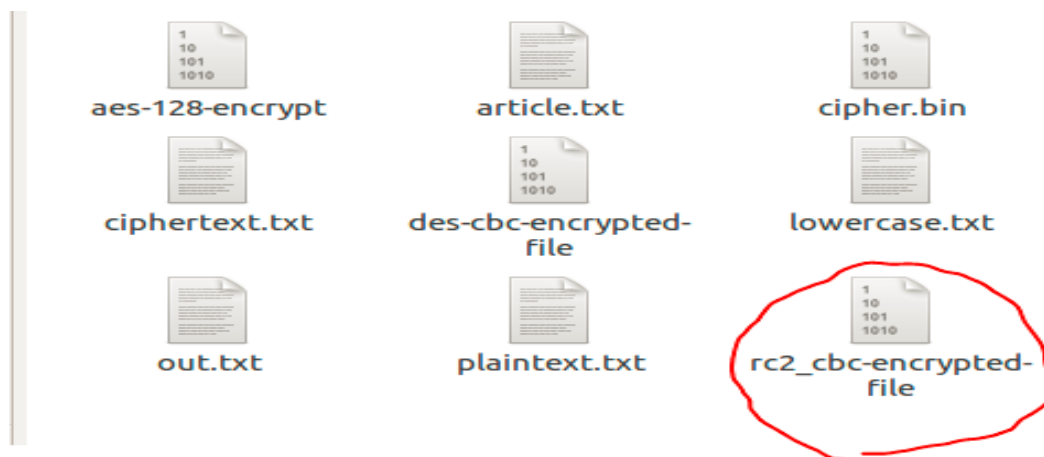 1
10
101
1010
aes-128-encrypt
article.txt
1
10
101
1010
cipher.bin
ciphertext.txt
1
10
101
1010
des-cbc-encrypted-
file
lowercase.txt
out.txt
plaintext.txt
1
10
101
1010
rc2_cbc-encrypted-
file